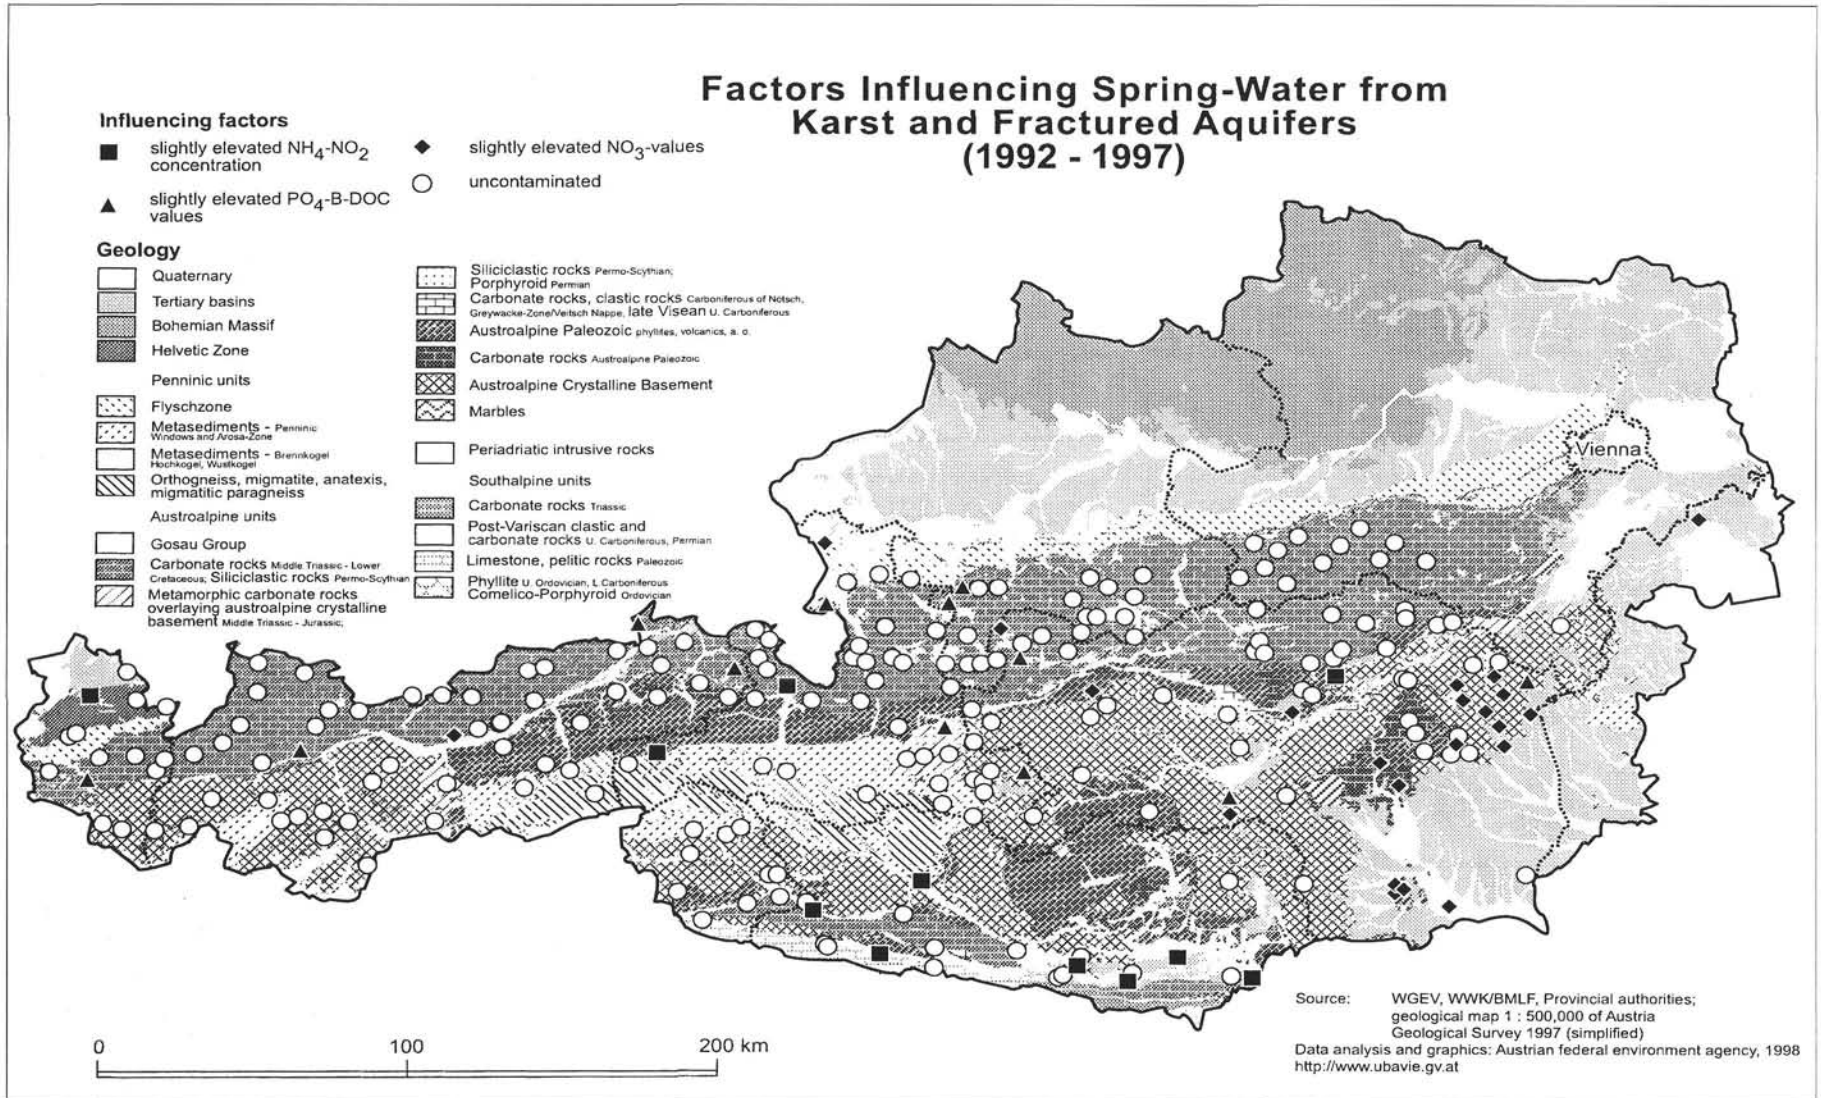 Factors Influencing Spring-Water from
Karst and Fractured Aquifers
(1992 - 1997)
Influencing factors
slightly elevated NH4-NO2
concentration
slightly elevated PO4-B-DOC
values
slightly elevated NO3-values
uncontaminated
Geology
Quaternary
Tertiary basins
Bohemian Massif
Helvetic Zone
Penninic units
Flyschzone
Metasediments - Penninic
Windows and Arosa-Zone
Metasediments - Brennkogel
Hochkogel, Wustkogel
Orthogneiss, migmatite, anatexis,
migmatitic paragneiss
Austroalpine units
Gosau Group
Carbonate rocks Middle Triassic - Lower
Cretaceous; Siliciclastic rocks Permo-Scythian
Metamorphic carbonate rocks
overlaying austroalpine crystalline
basement Middle Triassic - Jurassic;
Siliciclastic rocks Permo-Scythian;
Porphyroid Permian
Carbonate rocks, clastic rocks Carboniferous of Nötsch,
Greywacke-Zone/Veitsch Nappe, late Visean U. Carboniferous
Austroalpine Paleozoic phyllites, volcanics, a. o.
Carbonate rocks Austroalpine Paleozoic
Austroalpine Crystalline Basement
Marbles
Periadriatic intrusive rocks
Southalpine units
Carbonate rocks Triassic
Post-Variscan clastic and
carbonate rocks U. Carboniferous, Permian
Limestone, pelitic rocks Paleozoic
Phyllite U. Ordovician, L Carboniferous
Comelico-Porphyroid Ordovician
Vienna
0 100 200 km
Source: WGEV, WWK/BMLF, Provincial authorities;
geological map 1 : 500,000 of Austria
Geological Survey 1997 (simplified)
Data analysis and graphics: Austrian federal environment agency, 1998
http://www.ubavie.gv.at